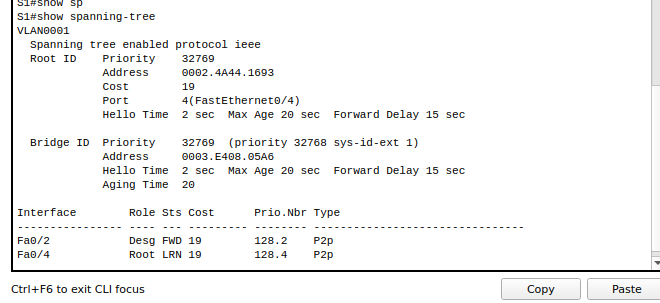 S1#show sp
S1#show spanning-tree
VLAN0001
  Spanning tree enabled protocol ieee
  Root ID    Priority    32769
             Address     0002.4A44.1693
             Cost        19
             Port        4(FastEthernet0/4)
             Hello Time  2 sec  Max Age 20 sec  Forward Delay 15 sec

  Bridge ID  Priority    32769  (priority 32768 sys-id-ext 1)
             Address     0003.E408.05A6
             Hello Time  2 sec  Max Age 20 sec  Forward Delay 15 sec
             Aging Time  20

Interface        Role Sts Cost      Prio.Nbr Type
---------------- ---- --- --------- -------- --------------------------------
Fa0/2            Desg FWD 19        128.2    P2p
Fa0/4            Root LRN 19        128.4    P2p
Ctrl+F6 to exit CLI focus
Copy
Paste